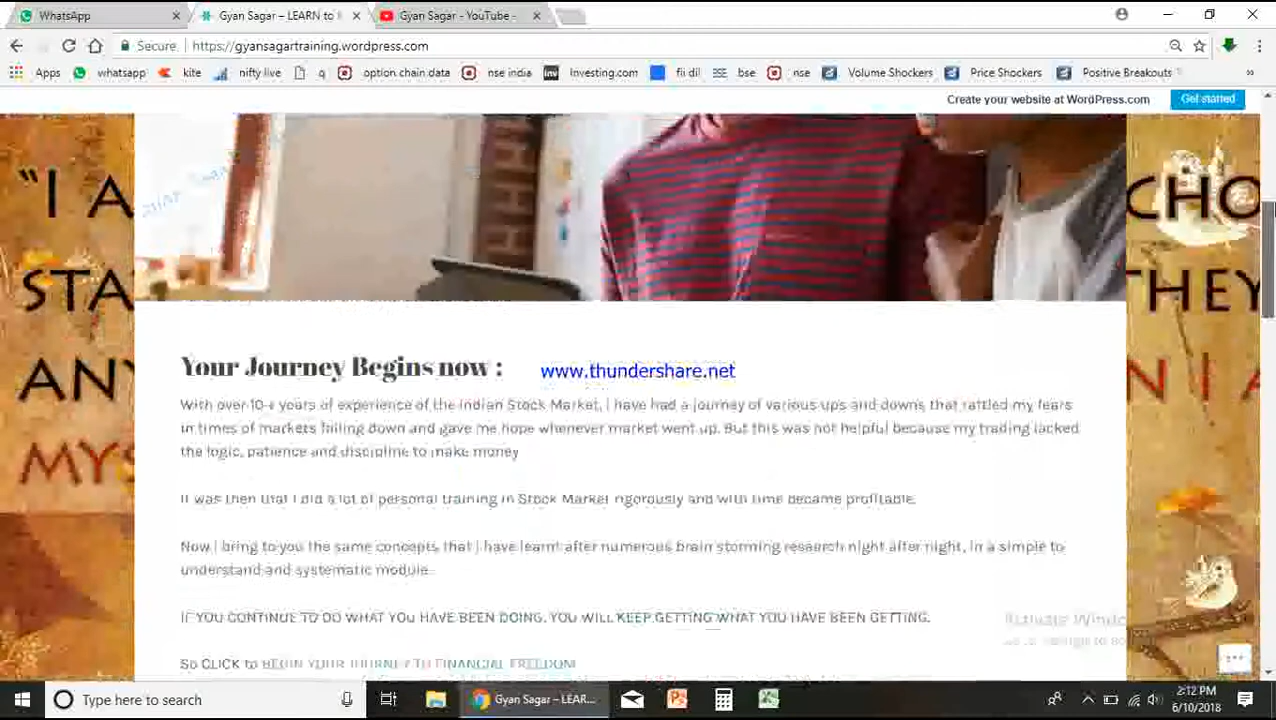 WhatsApp
Gyan Sagar – LEARN to
Gyan Sagar - YouTube -
Secure
https://gyansagartraining.wordpress.com
Apps whatsapp kite nifty live q option chain data nse india Investing.com fii dil bse nse Volume Shockers Price Shockers Positive Breakouts
Create your website at WordPress.com Get started
"I A
STA
ANY
MYS
CHO
THEY
N I A
Your Journey Begins now :
www.thundershare.net
With over 10+ years of experience of the Indian Stock Market, I have had a journey of various ups and downs that rattled my fears
in times of markets falling down and gave me hope whenever market went up. But this was not helpful because my trading lacked
the logic, patience and discipline to make money
It was then that I did a lot of personal training in Stock Market rigorously and with time became profitable.
Now I bring to you the same concepts that I have learnt after numerous brain storming research night after night, in a simple to
understand and systematic module.
IF YOU CONTINUE TO DO WHAT YOU HAVE BEEN DOING. YOU WILL KEEP GETTING WHAT YOU HAVE BEEN GETTING.
So CLICK to BEGIN YOUR JOURNEY TO FINANCIAL FREEDOM
Type here to search
Gyan Sagar – LEAR...
2:12 PM
6/10/2018